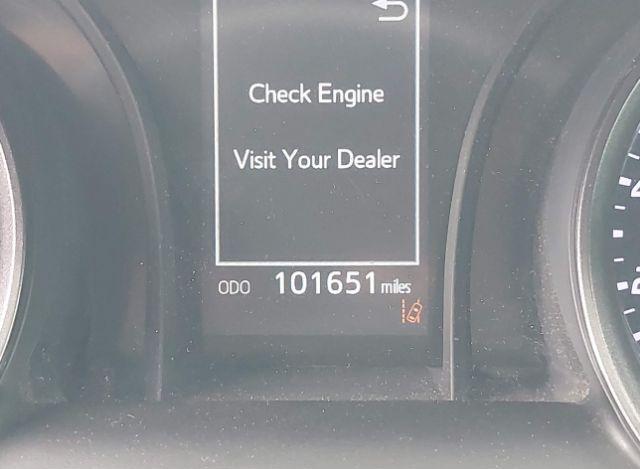 Check Engine
Visit Your Dealer
ODO 101651 miles